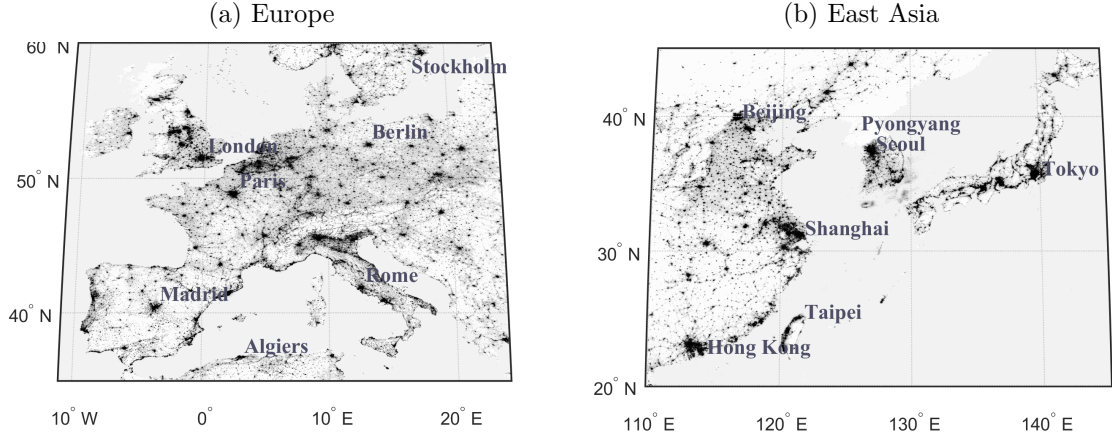 (a) Europe
60 N
Stockholm
Berlin
London
50° N
Paris
Rome
Madrid
40° N
Algiers
10° W 0° 10° E 20° E
(b) East Asia
40° N
Beijing
Pyongyang
Seoul
Tokyo
Shanghai
30° N
Taipei
Hong Kong
20° N
110° E 120° E 130° E 140° E